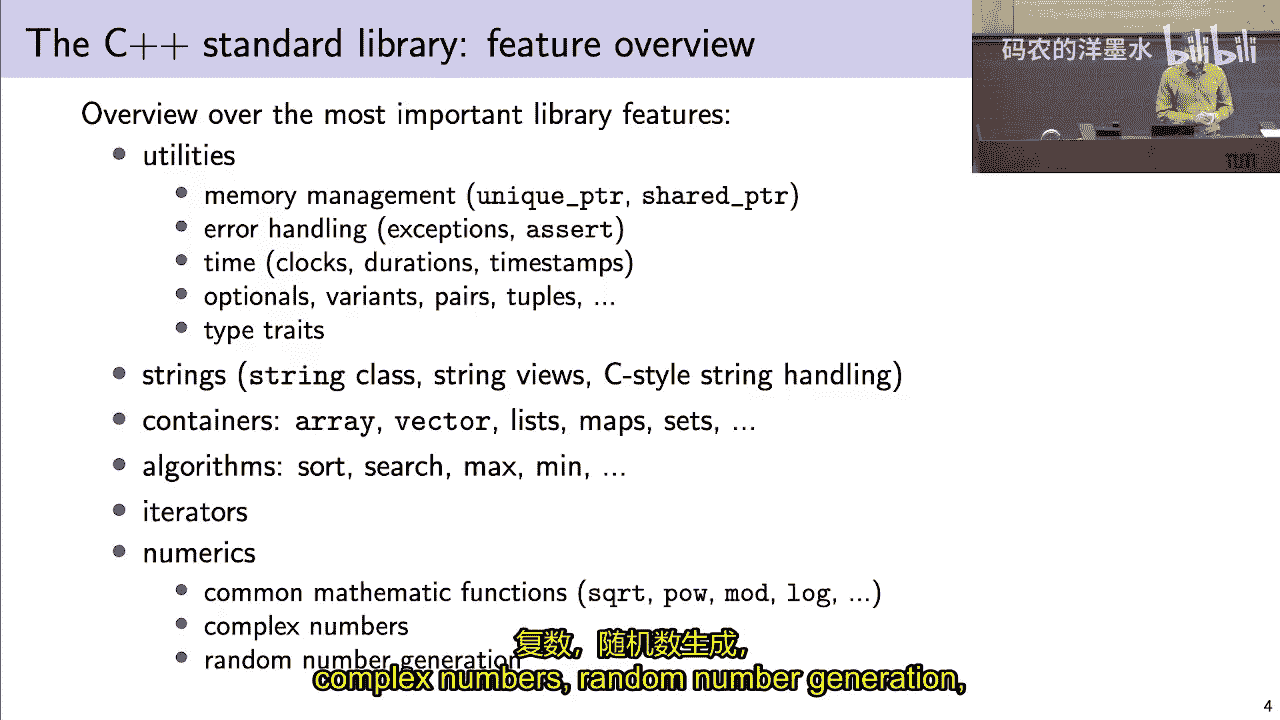 The C++ standard library: feature overview
码农的洋墨水 bilibili
Overview over the most important library features:
• utilities
• memory management (unique_ptr, shared_ptr)
• error handling (exceptions, assert)
• time (clocks, durations, timestamps)
• optionals, variants, pairs, tuples, ...
• type traits
• strings (string class, string views, C-style string handling)
• containers: array, vector, lists, maps, sets, ...
• algorithms: sort, search, max, min, ...
• iterators
• numerics
• common mathematic functions (sqrt, pow, mod, log, ...)
• complex numbers
• random number generation
复数，随机数生成，
complex numbers, random number generation,
4